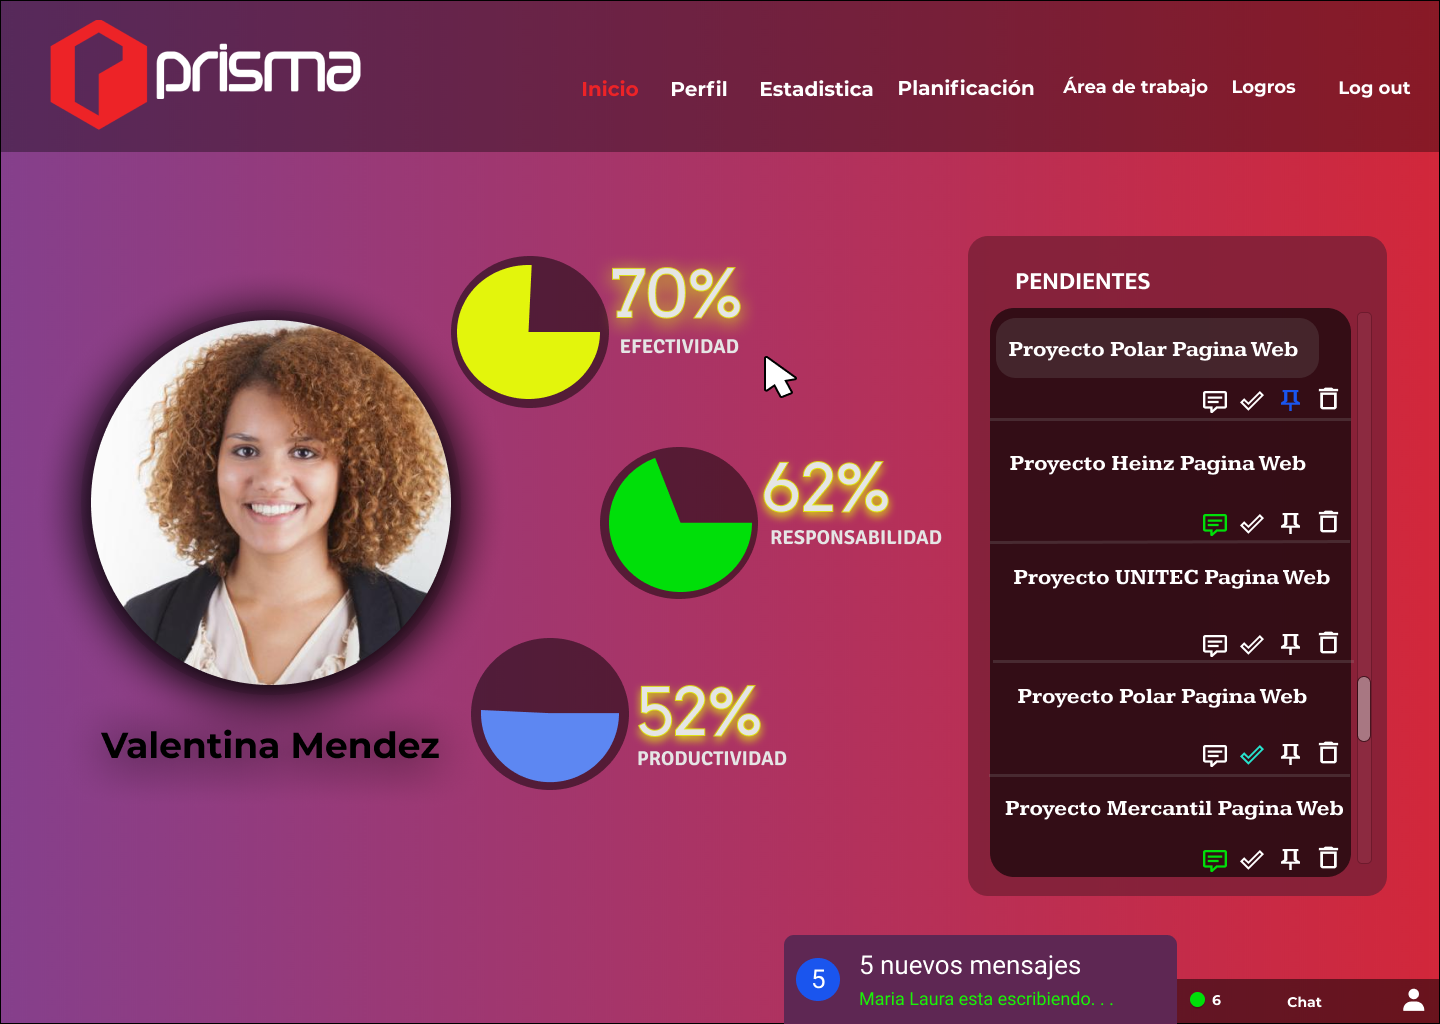 prisma
Inicio Perfil Estadistica Planificación Área de trabajo Logros Log out
70%
EFECTIVIDAD
62%
RESPONSABILIDAD
52%
PRODUCTIVIDAD
Valentina Mendez
PENDIENTES
Proyecto Polar Pagina Web
Proyecto Heinz Pagina Web
Proyecto UNITEC Pagina Web
Proyecto Polar Pagina Web
Proyecto Mercantil Pagina Web
5 5 nuevos mensajes
Maria Laura esta escribiendo. . .
6 Chat